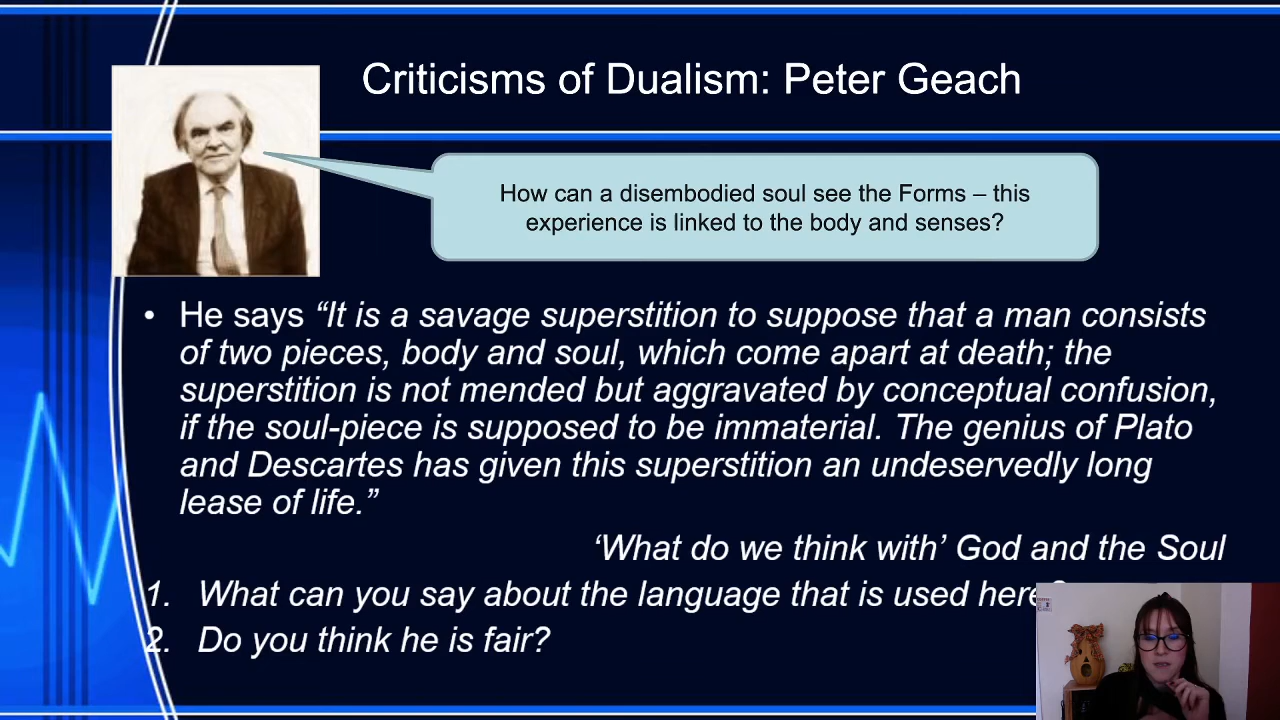 Criticisms of Dualism: Peter Geach
How can a disembodied soul see the Forms – this
experience is linked to the body and senses?
• He says “It is a savage superstition to suppose that a man consists
of two pieces, body and soul, which come apart at death; the
superstition is not mended but aggravated by conceptual confusion,
if the soul-piece is supposed to be immaterial. The genius of Plato
and Descartes has given this superstition an undeservedly long
lease of life.”
‘What do we think with’ God and the Soul
1. What can you say about the language that is used here?
2. Do you think he is fair?